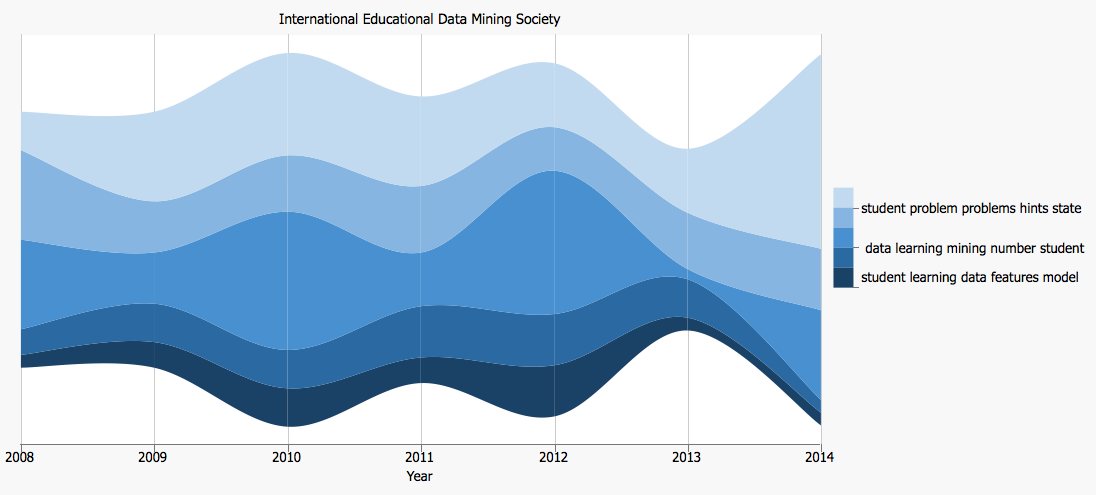 International Educational Data Mining Society
student problem problems hints state
data learning mining number student
student learning data features model
2008 2009 2010 2011 2012 2013 2014
Year